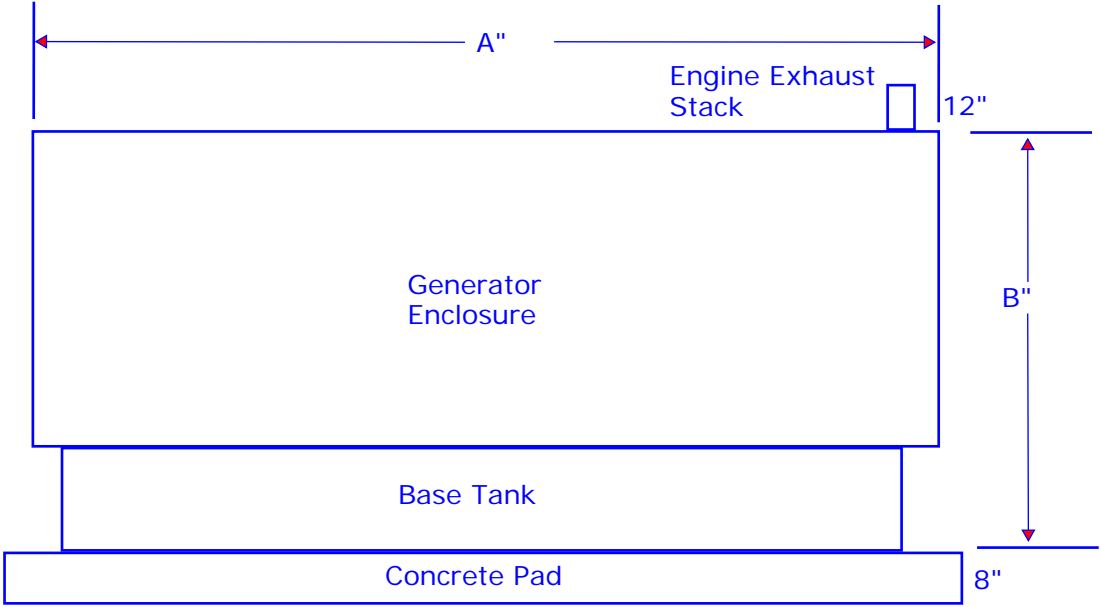 A"
Engine Exhaust
Stack
12"
Generator
Enclosure
B"
Base Tank
Concrete Pad
8"